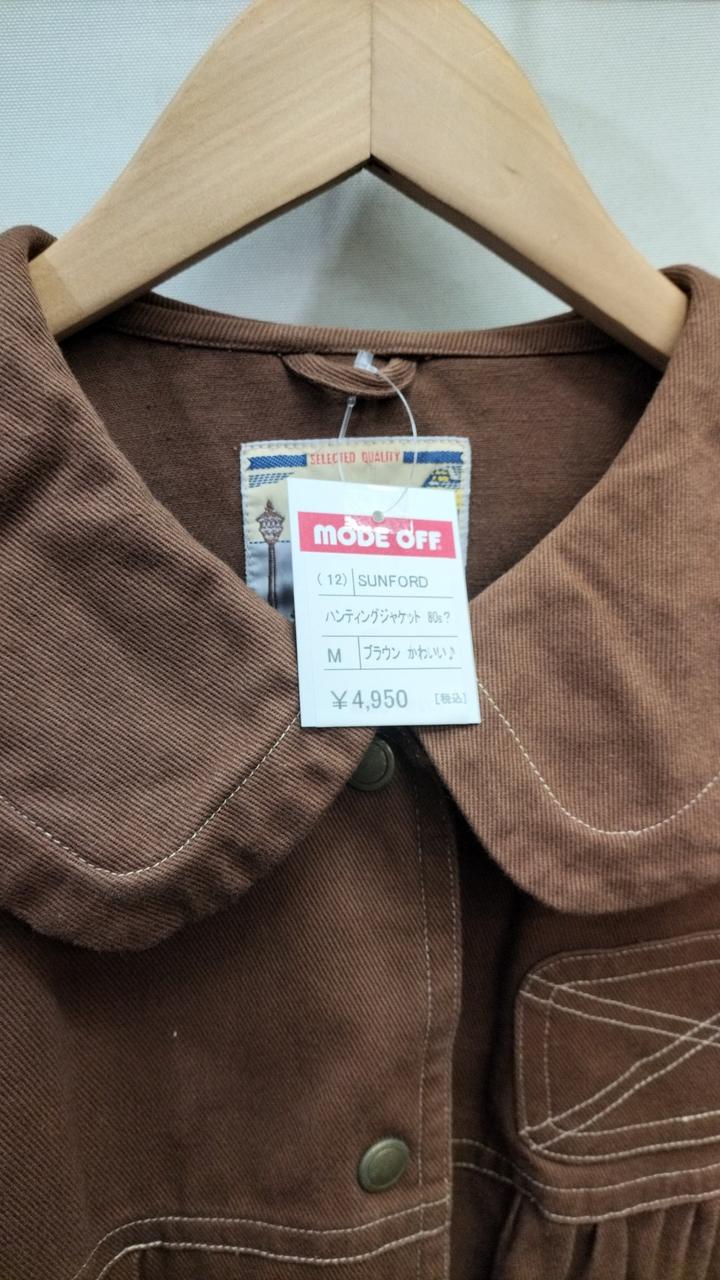 SELECTED QUALITY
MODE OFF
(12) SUNFORD
ハンティングジャケット 80s?
M ブラウン かわいい♪
￥4,950 [税込]